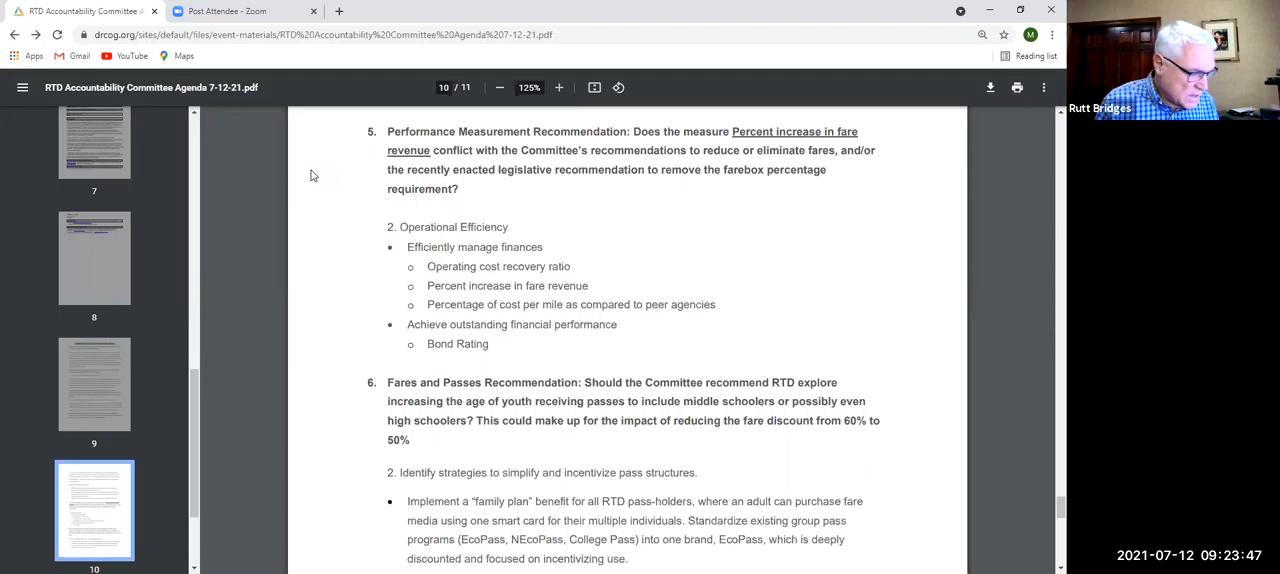 RTD Accountability Committee A
Post Attendee - Zoom
drcog.org/sites/default/files/event-materials/RTD%20Accountability%20Committee%20Agenda%207-12-21.pdf
M
Apps
Gmail
YouTube
Maps
Reading list
RTD Accountability Committee Agenda 7-12-21.pdf
10 / 11
125%
Rutt Bridges
7
8
9
10
5. Performance Measurement Recommendation: Does the measure Percent increase in fare
revenue conflict with the Committee's recommendations to reduce or eliminate fares, and/or
the recently enacted legislative recommendation to remove the farebox percentage
requirement?
2. Operational Efficiency
• Efficiently manage finances
o Operating cost recovery ratio
o Percent increase in fare revenue
o Percentage of cost per mile as compared to peer agencies
• Achieve outstanding financial performance
o Bond Rating
6. Fares and Passes Recommendation: Should the Committee recommend RTD explore
increasing the age of youth receiving passes to include middle schoolers or possibly even
high schoolers? This could make up for the impact of reducing the fare discount from 60% to
50%
2. Identify strategies to simplify and incentivize pass structures.
• Implement a "family plan" benefit for all RTD pass-holders, where an adult can purchase fare
media using one smart card for their multiple individuals. Standardize existing group pass
programs (EcoPass, NEcoPass, College Pass) into one brand, EcoPass, which is deeply
discounted and focused on incentivizing use.
2021-07-12 09:23:47